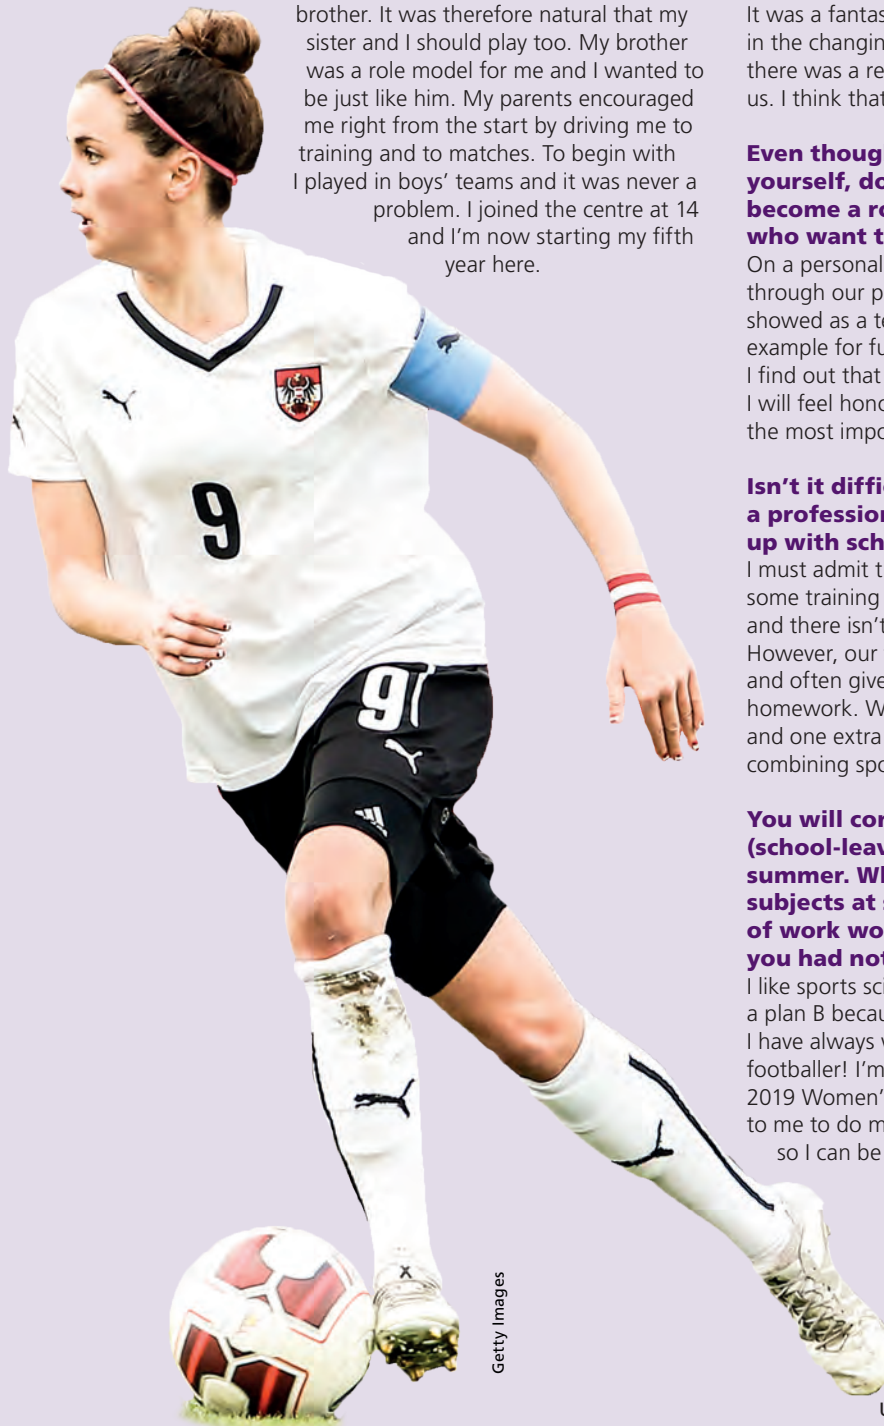 brother. It was therefore natural that my
sister and I should play too. My brother
was a role model for me and I wanted to
be just like him. My parents encouraged
me right from the start by driving me to
training and to matches. To begin with
I played in boys’ teams and it was never a
problem. I joined the centre at 14
and I’m now starting my fifth
year here.
9
9
Getty Images
It was a fantas
in the changin
there was a re
us. I think that
Even thoug
yourself, do
become a ro
who want t
On a personal
through our p
showed as a te
example for fu
I find out that
I will feel hono
the most impo
Isn’t it diffic
a profession
up with sch
I must admit t
some training
and there isn’t
However, our
and often give
homework. W
and one extra
combining spo
You will con
(school-leav
summer. Wh
subjects at s
of work wo
you had not
I like sports sci
a plan B becau
I have always w
footballer! I’m
2019 Women’
to me to do m
so I can be